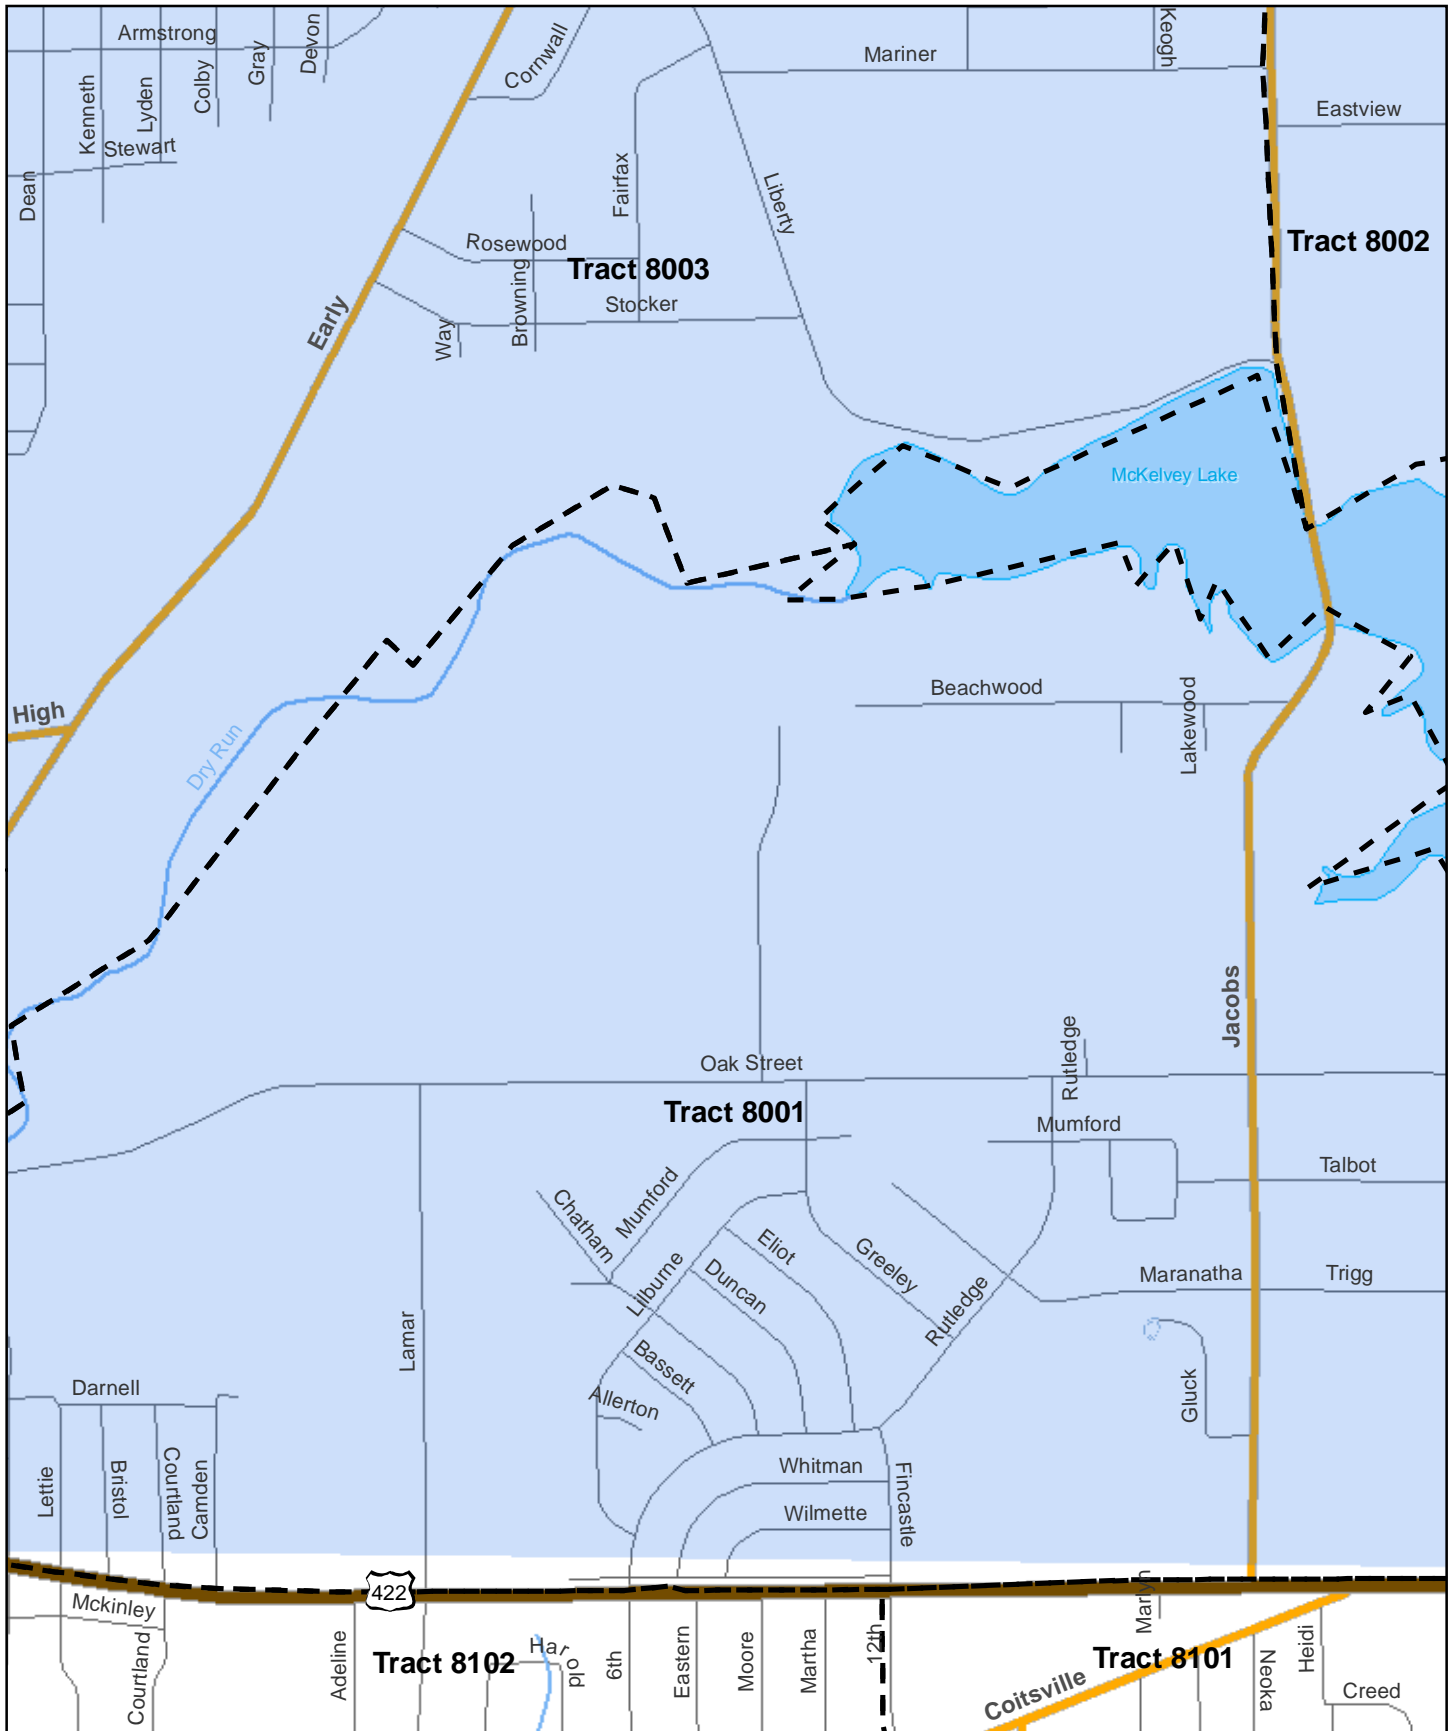 Armstrong
Devon
Gray
Colby
Lyden
Kenneth
Stewart
Dean
Cornwall
Mariner
Keogh
Eastview
Fairfax
Liberty
Rosewood
Tract 8003
Tract 8002
Browning
Stocker
Way
Early
McKelvey Lake
High
Dry Run
Beachwood
Lakewood
Jacobs
Oak Street
Rutledge
Tract 8001
Mumford
Talbot
Mumford
Chatham
Eliot
Greeley
Lilburne
Duncan
Maranatha
Trigg
Rutledge
Lamar
Bassett
Allerton
Gluck
Darnell
Lettie
Bristol
Courtland
Camden
Whitman
Fincastle
Wilmette
422
Mckinley
Marlyn
Courtland
Adeline
Tract 8102
Harold
6th
Eastern
Moore
Martha
12th
Tract 8101
Coitsville
Neoka
Heidi
Creed